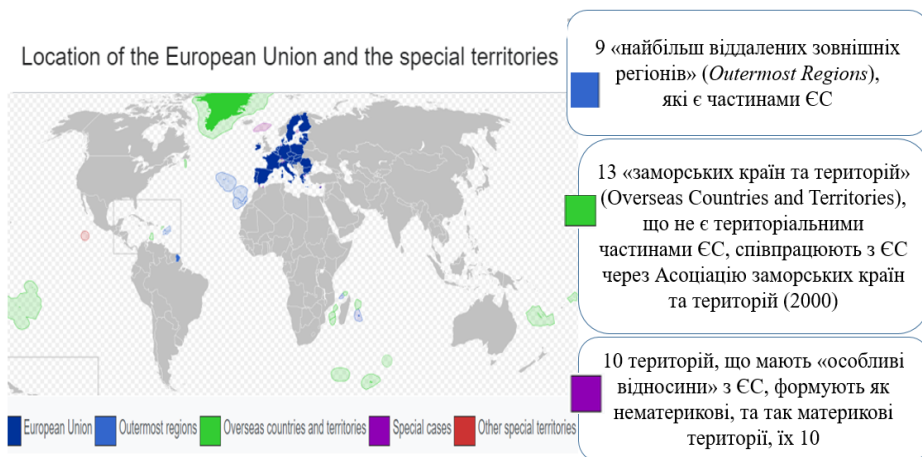 Location of the European Union and the special territories
European Union
Outermost regions
Overseas countries and territories
Special cases
Other special territories
9 «найбільш віддалених зовнішніх
регіонів» (Outermost Regions),
які є частинами ЄС
13 «заморських країн та територій»
(Overseas Countries and Territories),
що не є територіальними
частинами ЄС, співпрацюють з ЄС
через Асоціацію заморських країн
та територій (2000)
10 територій, що мають «особливі
відносини» з ЄС, формують як
нематерикові, та так материкові
території, їх 10